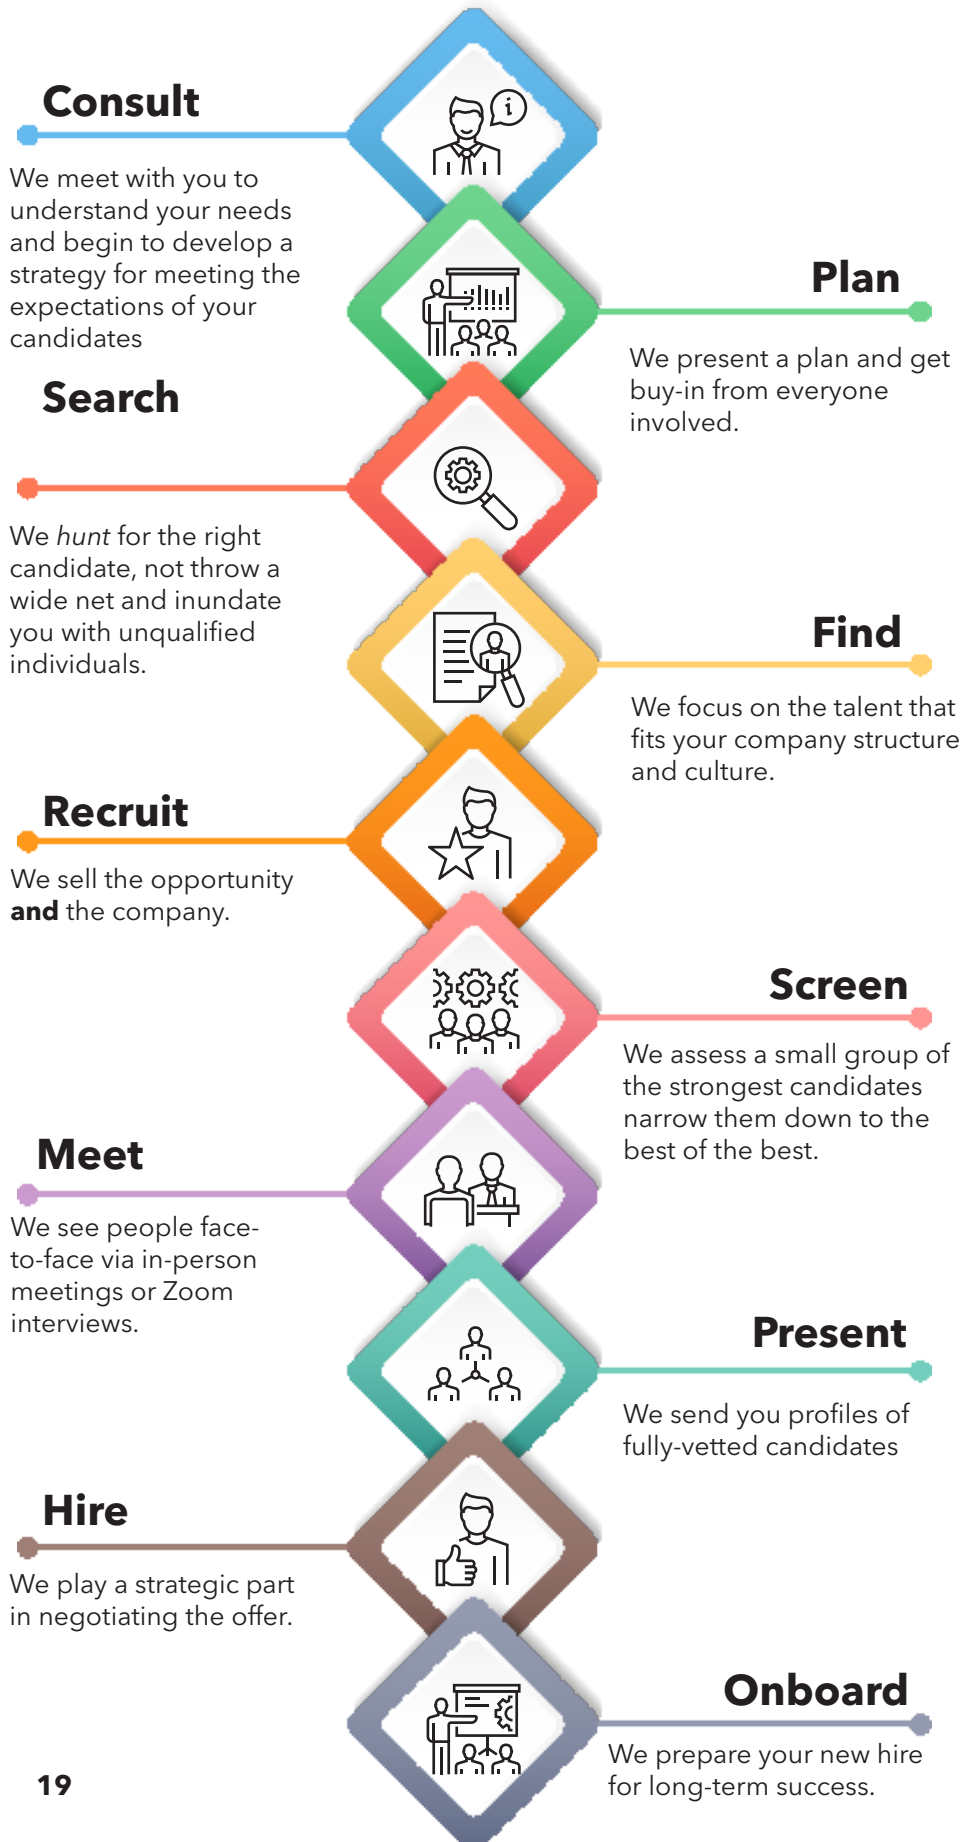 Consult
We meet with you to
understand your needs
and begin to develop a
strategy for meeting the
expectations of your
candidates
Plan
We present a plan and get
buy-in from everyone
involved.
Search
We hunt for the right
candidate, not throw a
wide net and inundate
you with unqualified
individuals.
Find
We focus on the talent that
fits your company structure
and culture.
Recruit
We sell the opportunity
and the company.
Screen
We assess a small group of
the strongest candidates
narrow them down to the
best of the best.
Meet
We see people face-
to-face via in-person
meetings or Zoom
interviews.
Present
We send you profiles of
fully-vetted candidates
Hire
We play a strategic part
in negotiating the offer.
Onboard
We prepare your new hire
for long-term success.
19